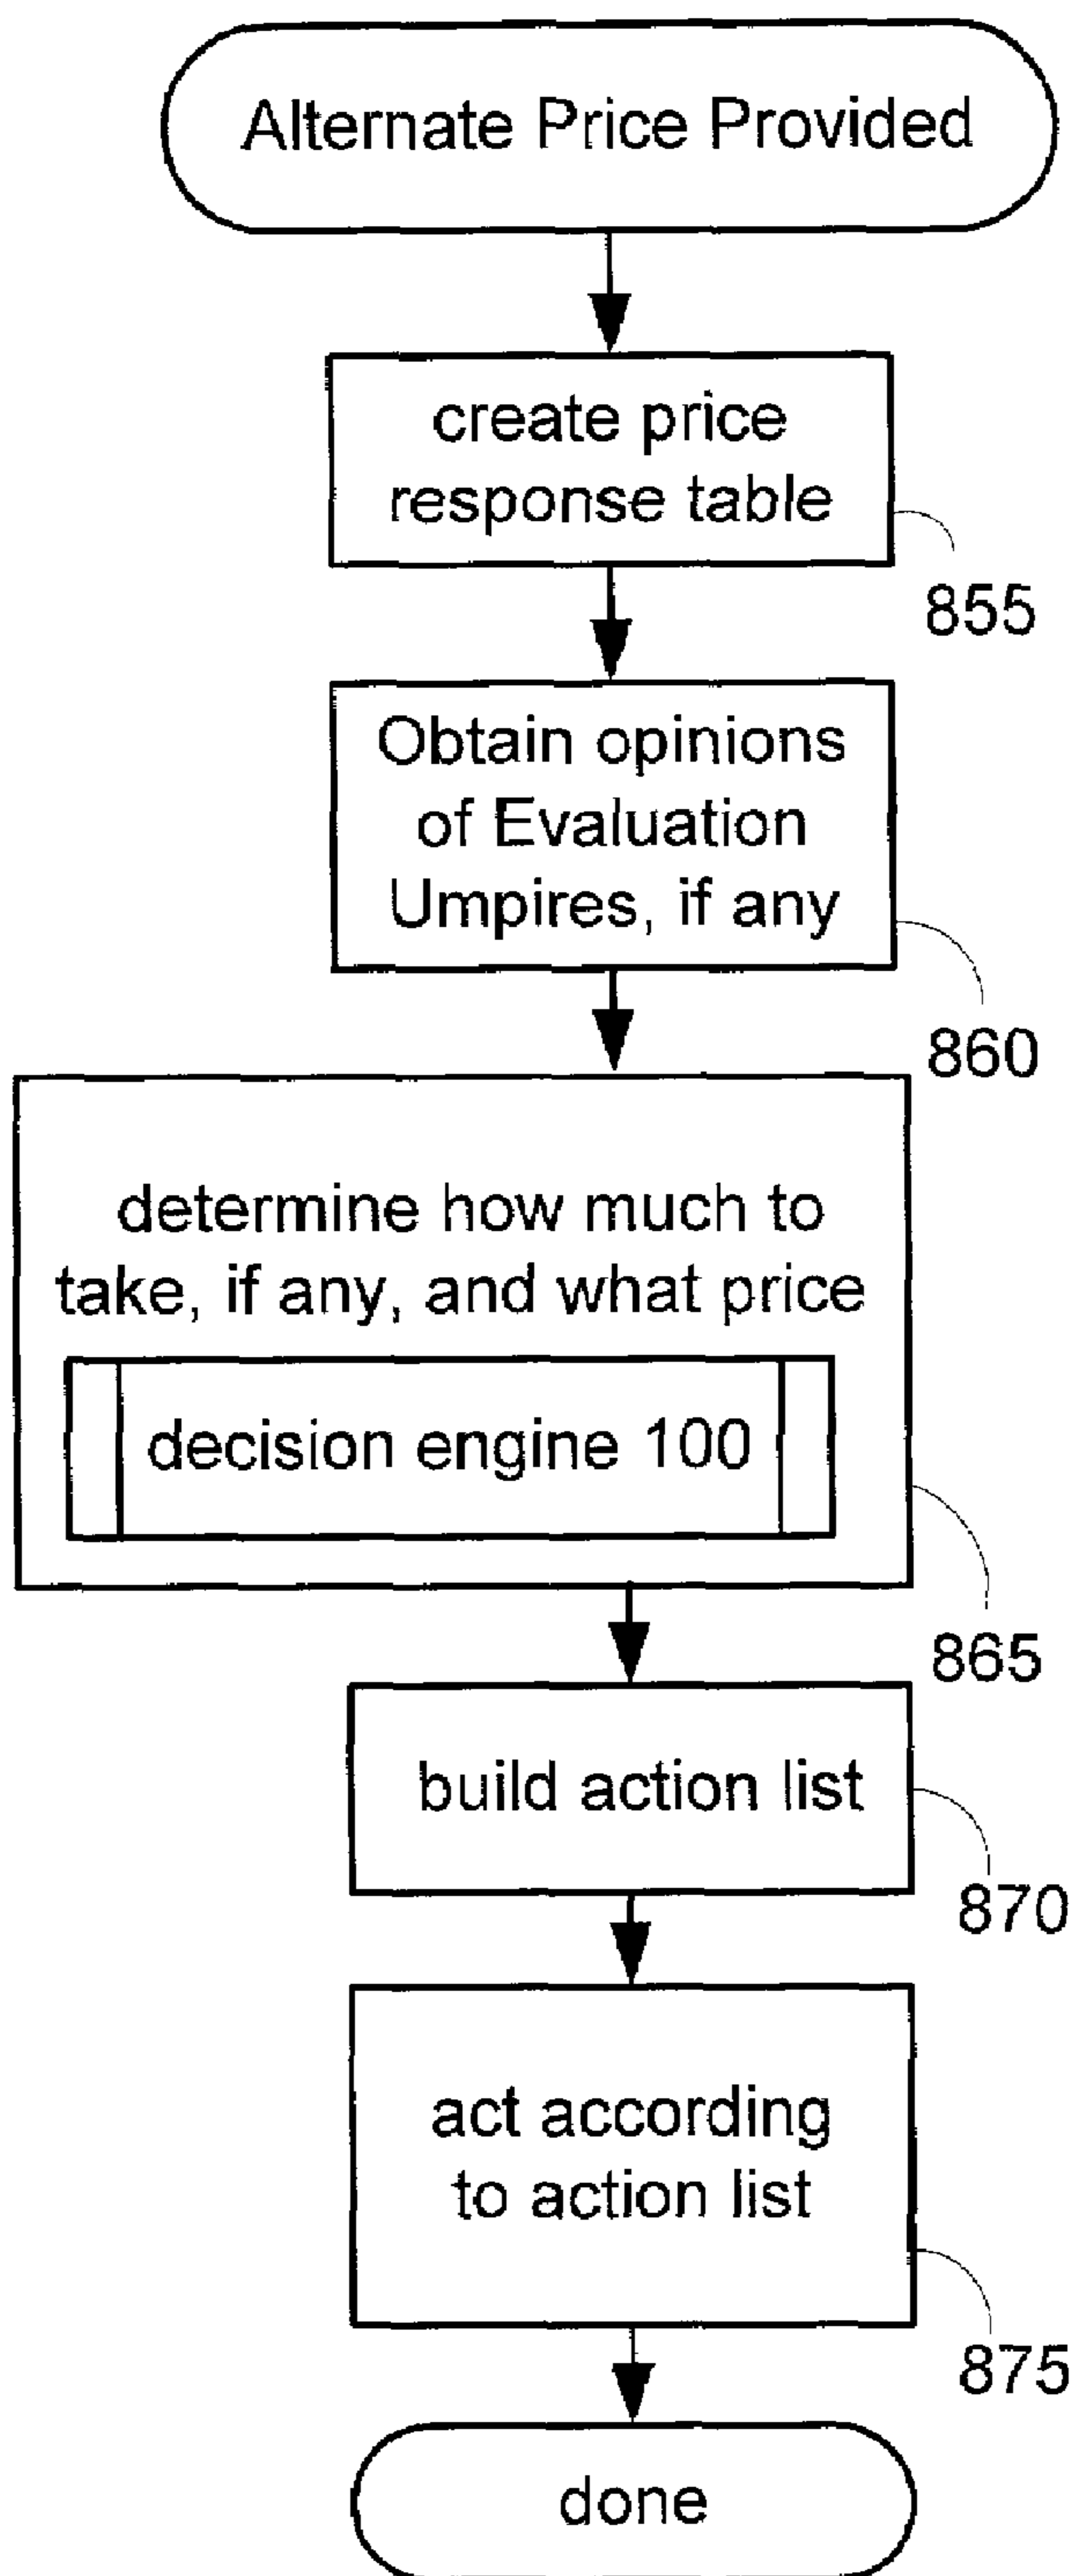 Alternate Price Provided
create price
response table
855
Obtain opinions
of Evaluation
Umpires, if any
860
determine how much to
take, if any, and what price
decision engine 100
865
build action list
870
act according
to action list
875
done